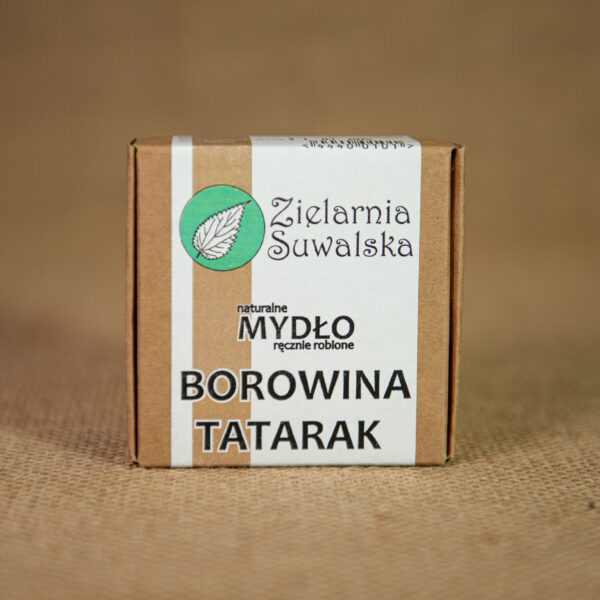 Zielarnia
Suwalska
naturalne
MYDŁO
ręcznie robione
BOROWINA
TATARAK